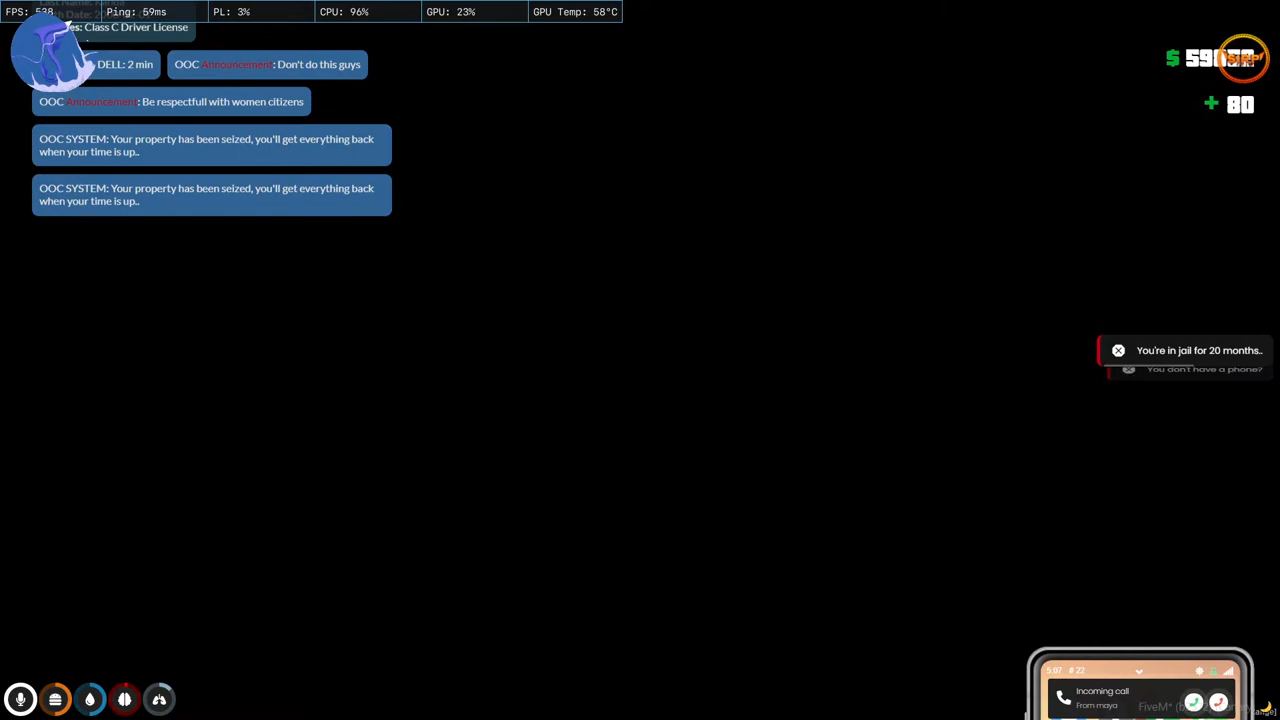 FPS: 538 Ping: 59ms PL: 3% CPU: 96% GPU: 23% GPU Temp: 58°C
Class C Driver License
DELL: 2 min
OOC Announcement: Don't do this guys
OOC Announcement: Be respectfull with women citizens
OOC SYSTEM: Your property has been seized, you'll get everything back
when your time is up..
OOC SYSTEM: Your property has been seized, you'll get everything back
when your time is up..
$
+ 80
You're in jail for 20 months..
You don't have a phone?
5:07 #22
Incoming call
From maya
FiveM*